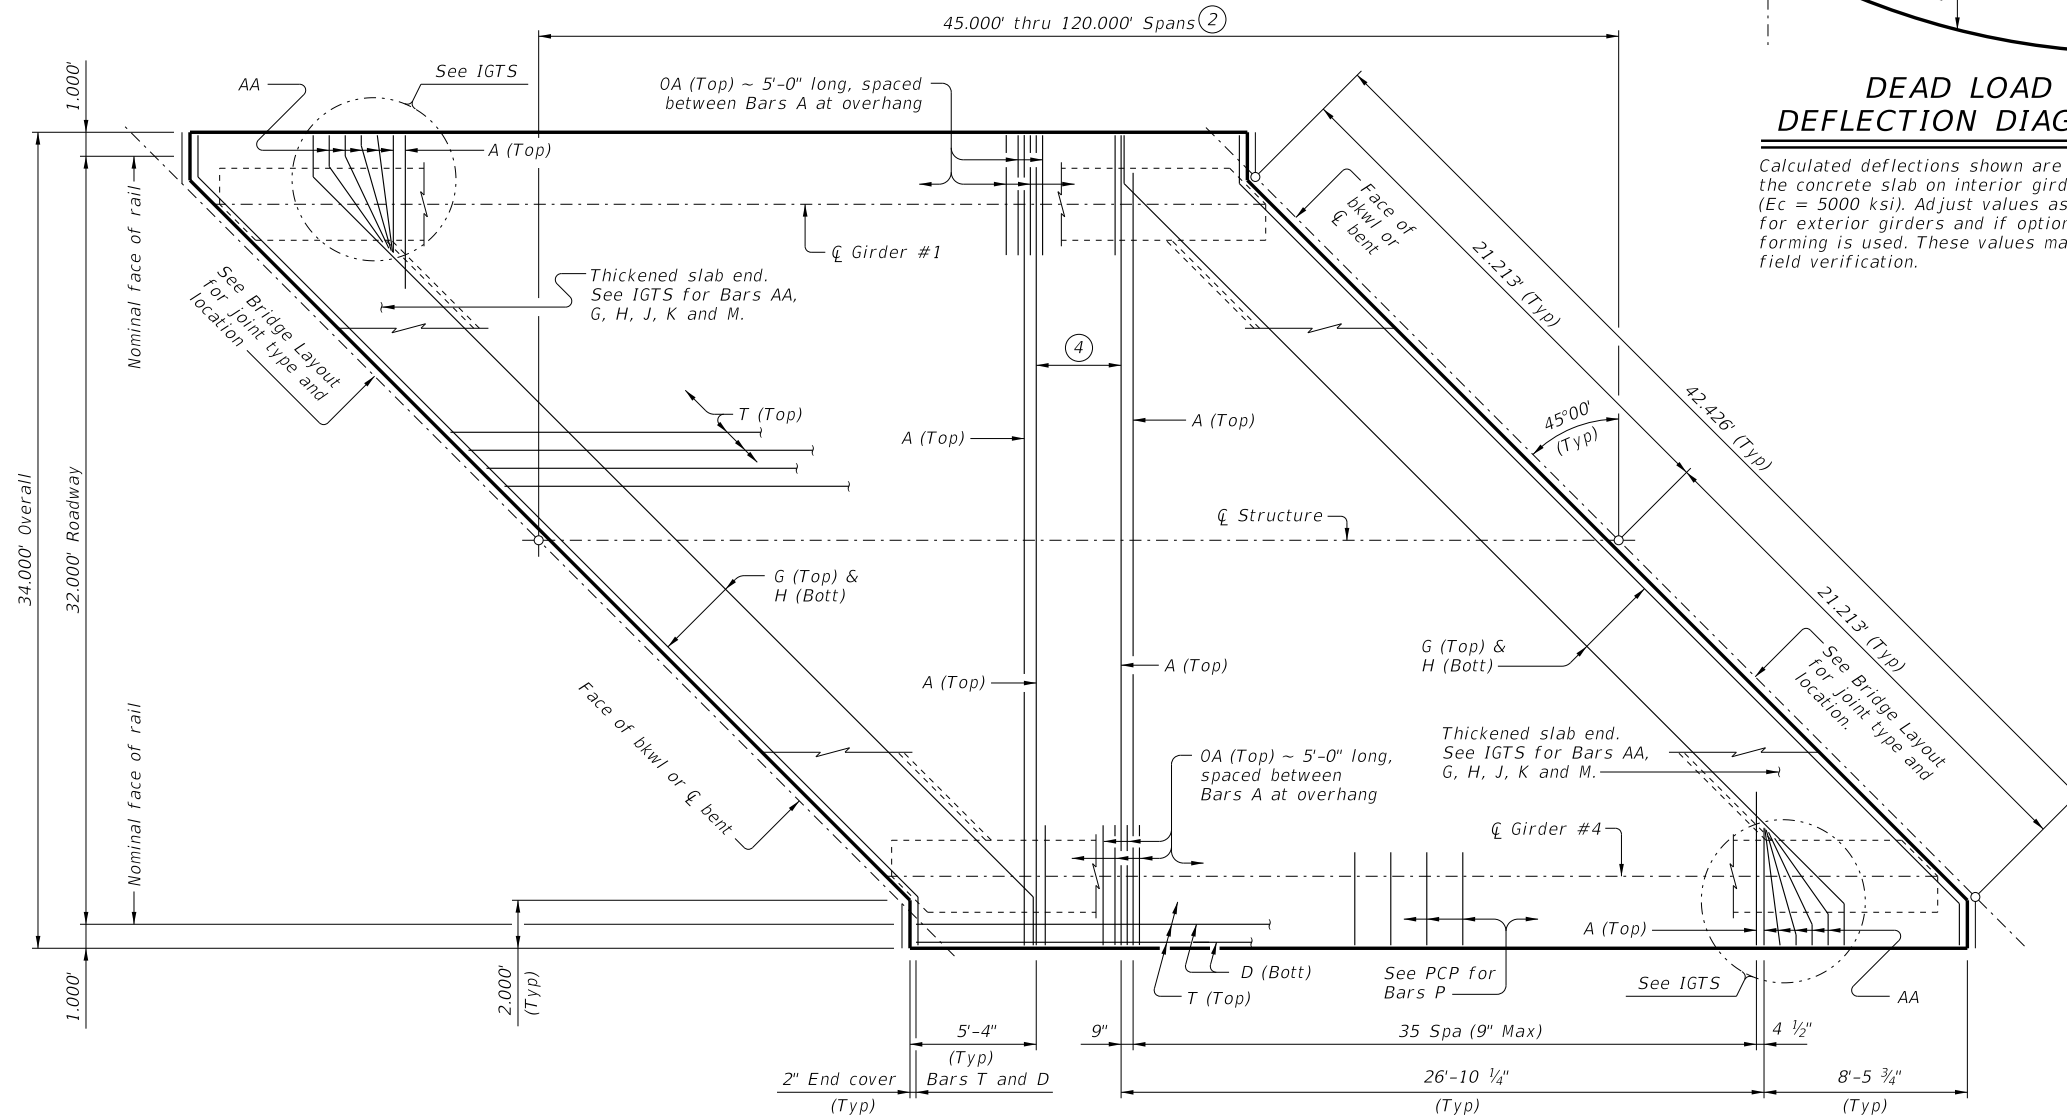 45.000' thru 120.000' Spans 2
AA
See IGTS
OA (Top) ~ 5'-0" long, spaced
between Bars A at overhang
A (Top)
1.000'
34.000' Overall
32.000' Roadway
Nominal face of rail
Nominal face of rail
1.000'
℄ Girder #1
Thickened slab end.
See IGTS for Bars AA,
G, H, J, K and M.
See Bridge Layout
for joint type and
location
4
T (Top)
A (Top)
A (Top)
Face of
bkwl or
℄ bent
21.213' (Typ)
42.426' (Typ)
45°00'
(Typ)
℄ Structure
G (Top) &
H (Bott)
A (Top)
A (Top)
G (Top) &
H (Bott)
21.213' (Typ)
See Bridge Layout
for joint type and
location.
Face of bkwl or ℄ bent
OA (Top) ~ 5'-0" long,
spaced between
Bars A at overhang
Thickened slab end.
See IGTS for Bars AA,
G, H, J, K and M.
℄ Girder #4
A (Top)
2.000'
(Typ)
D (Bott)
T (Top)
See PCP for
Bars P
See IGTS
AA
5'-4"
(Typ)
9"
35 Spa (9" Max)
4 ½"
2" End cover
(Typ)
Bars T and D
26'-10 ¼"
(Typ)
8'-5 ¾"
(Typ)
DEAD LOAD
DEFLECTION DIAG
Calculated deflections shown are
the concrete slab on interior gird
(Ec = 5000 ksi). Adjust values as
for exterior girders and if option
forming is used. These values ma
field verification.